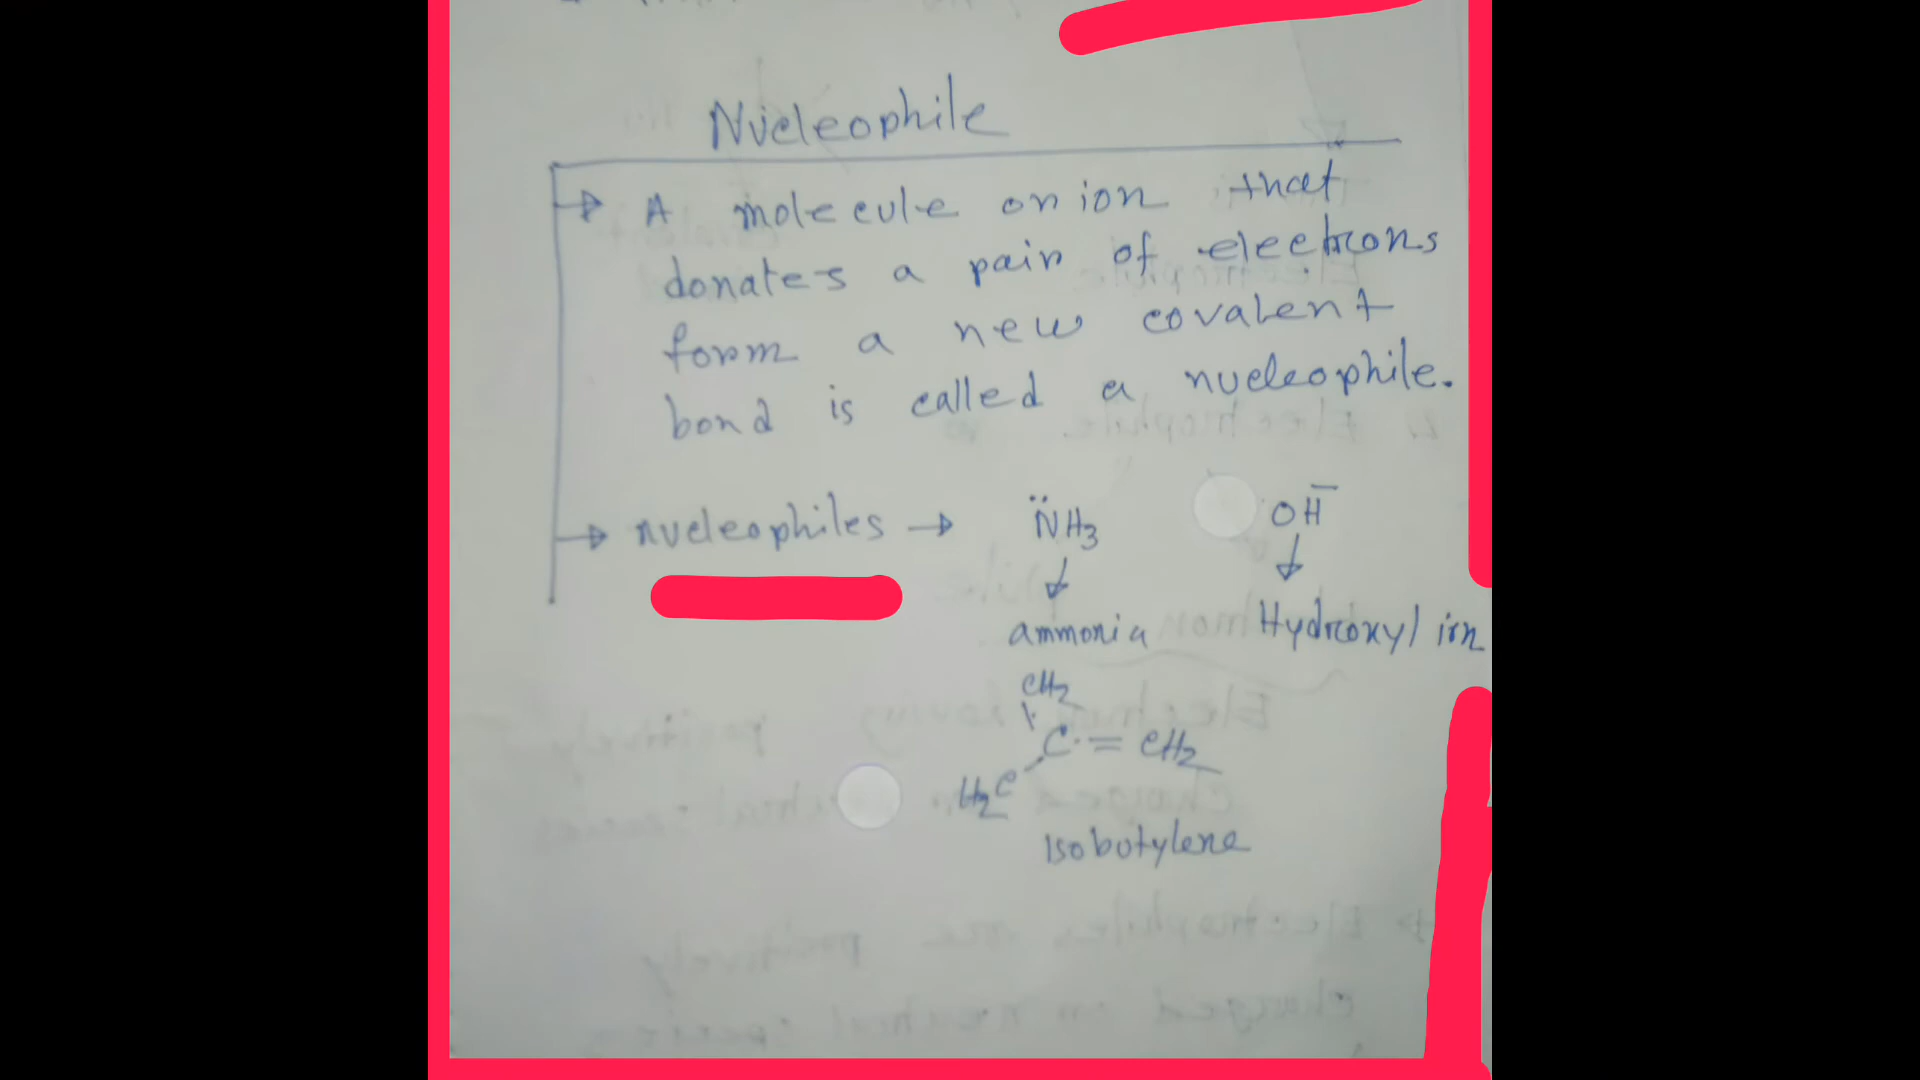 Nucleophile
→ A molecule or ion that
donates a pair of electrons
form a new covalent
bond is called a nucleophile.
→ nucleophiles → N̈H₃ OH⁻
↓ ↓
ammonia Hydroxyl ion
CH₂
C = CH₂
H₂C
Isobutylene